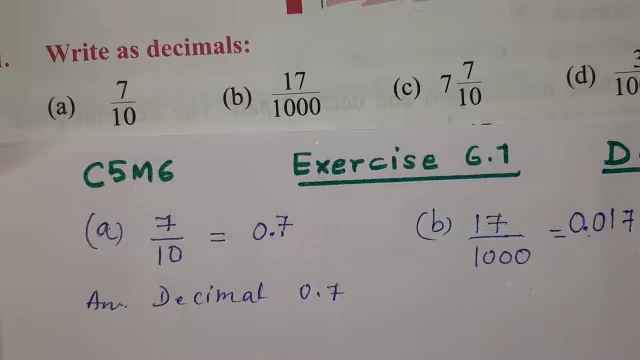 Write as decimals:
(a) 7/10 (b) 17/1000 (c) 7 7/10 (d)
C5M6 Exercise 6.1
(a) 7/10 = 0.7 (b) 17/1000 = 0.017
An. Decimal 0.7